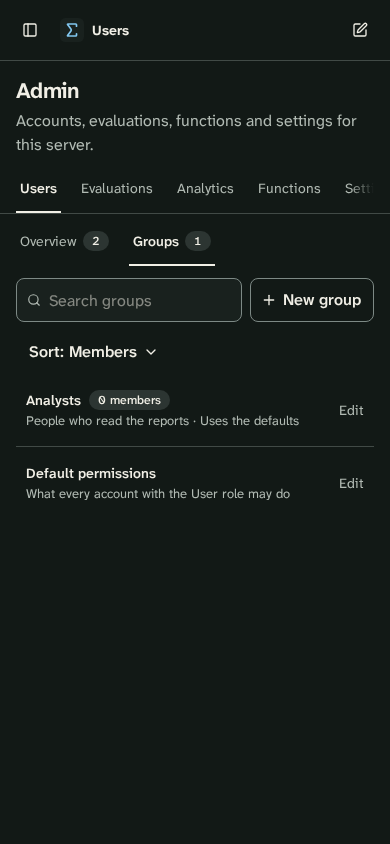 Users
Admin
Accounts, evaluations, functions and settings for
this server.
Users Evaluations Analytics Functions Sett
Overview 2 Groups 1
Search groups + New group
Sort: Members
Analysts 0 members
People who read the reports · Uses the defaults
Edit
Default permissions
What every account with the User role may do
Edit